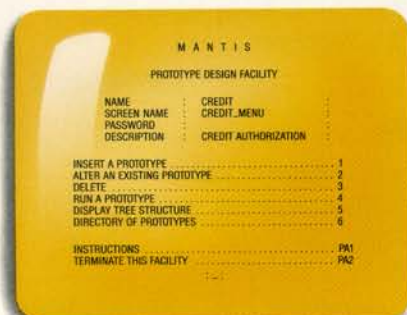 M A N T I S
PROTOTYPE DESIGN FACILITY
NAME : CREDIT :
SCREEN NAME : CREDIT_MENU :
PASSWORD : :
DESCRIPTION : CREDIT AUTHORIZATION :
INSERT A PROTOTYPE ........................................ 1
ALTER AN EXISTING PROTOTYPE ........................... 2
DELETE ........................................................ 3
RUN A PROTOTYPE ........................................... 4
DISPLAY TREE STRUCTURE .................................. 5
DIRECTORY OF PROTOTYPES ................................ 6
INSTRUCTIONS ................................................ PA1
TERMINATE THIS FACILITY ................................... PA2
: _ :